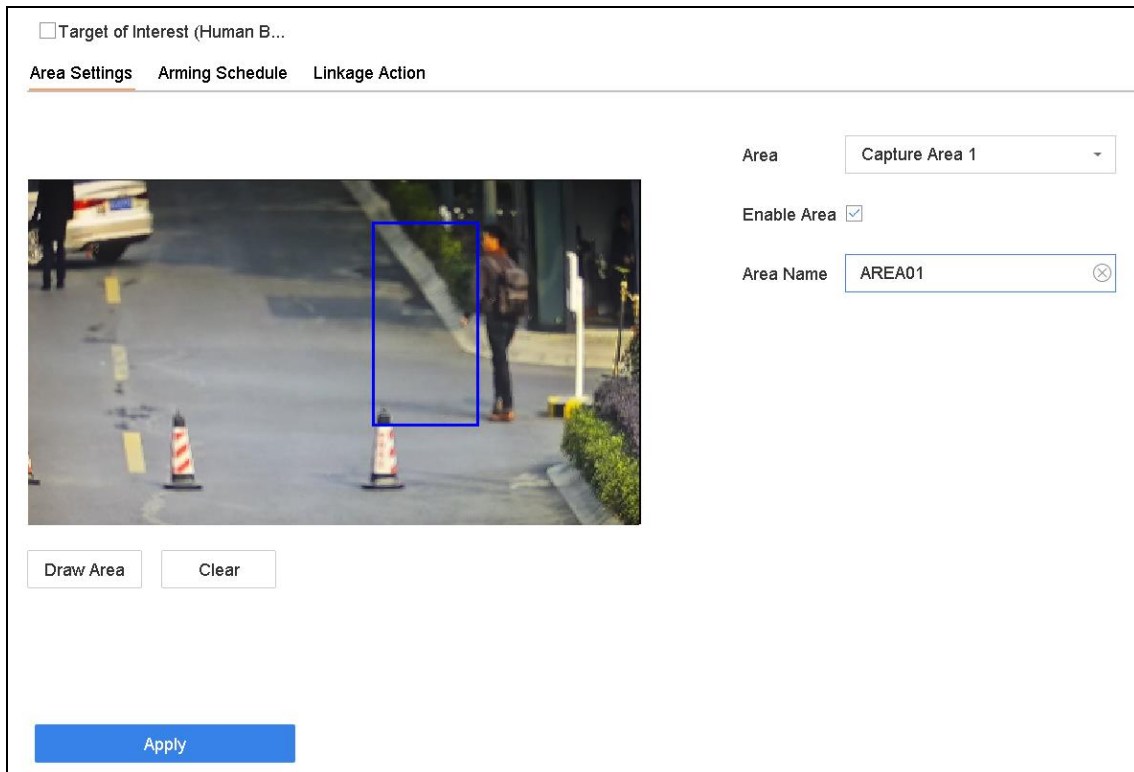 Target of Interest (Human B...
Area Settings Arming Schedule Linkage Action
Area Capture Area 1
Enable Area
Area Name AREA01
Draw Area Clear
Apply